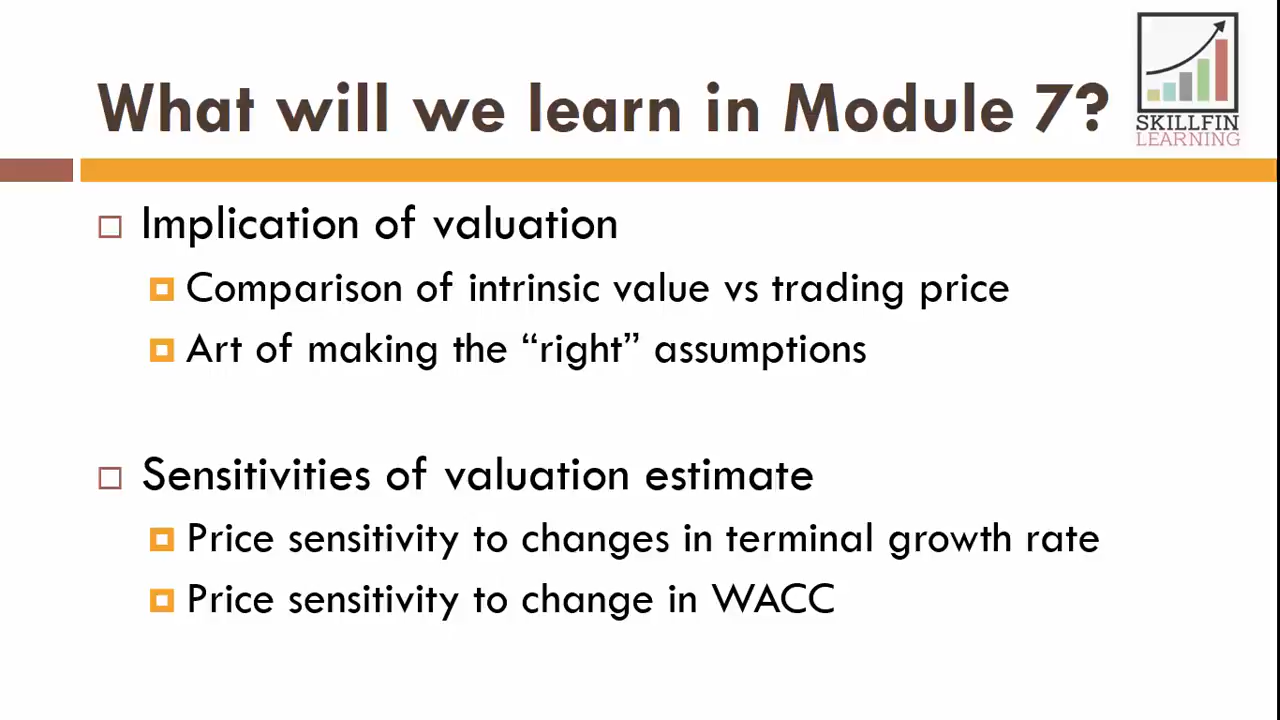 What will we learn in Module 7?
SKILLFIN
LEARNING
Implication of valuation
Comparison of intrinsic value vs trading price
Art of making the “right” assumptions
Sensitivities of valuation estimate
Price sensitivity to changes in terminal growth rate
Price sensitivity to change in WACC